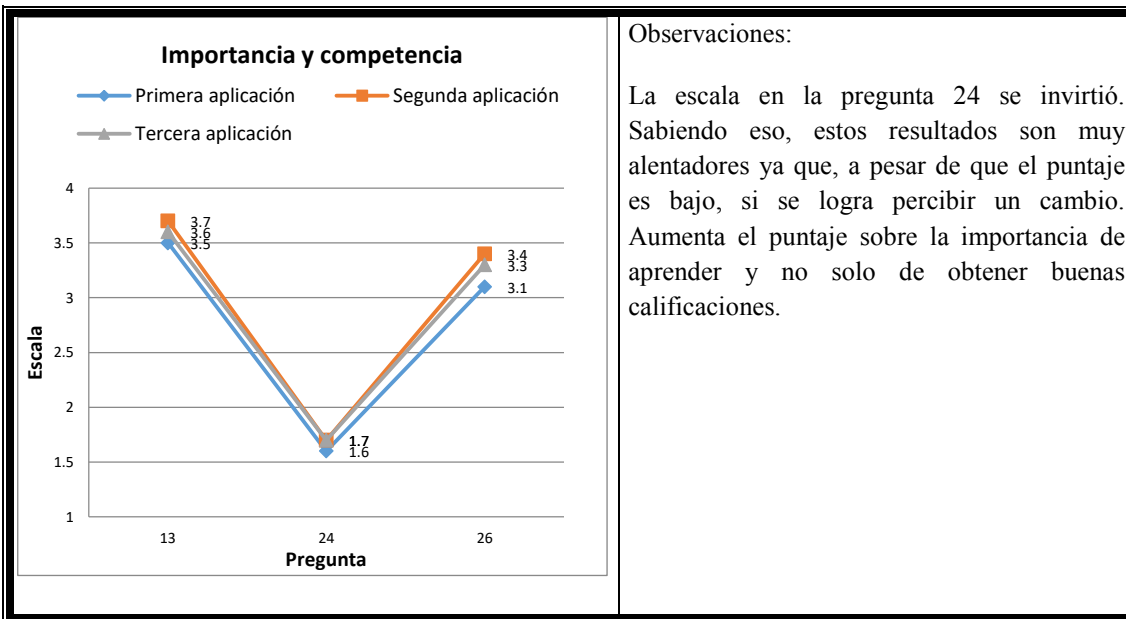 Importancia y competencia
Primera aplicación
Segunda aplicación
Tercera aplicación
4
3.5
3
2.5
2
1.5
1
Escala
3.7
3.6
3.5
1.7
1.6
3.4
3.3
3.1
13
24
26
Pregunta
Observaciones:
La escala en la pregunta 24 se invirtió.
Sabiendo eso, estos resultados son muy
alentadores ya que, a pesar de que el puntaje
es bajo, si se logra percibir un cambio.
Aumenta el puntaje sobre la importancia de
aprender y no solo de obtener buenas
calificaciones.